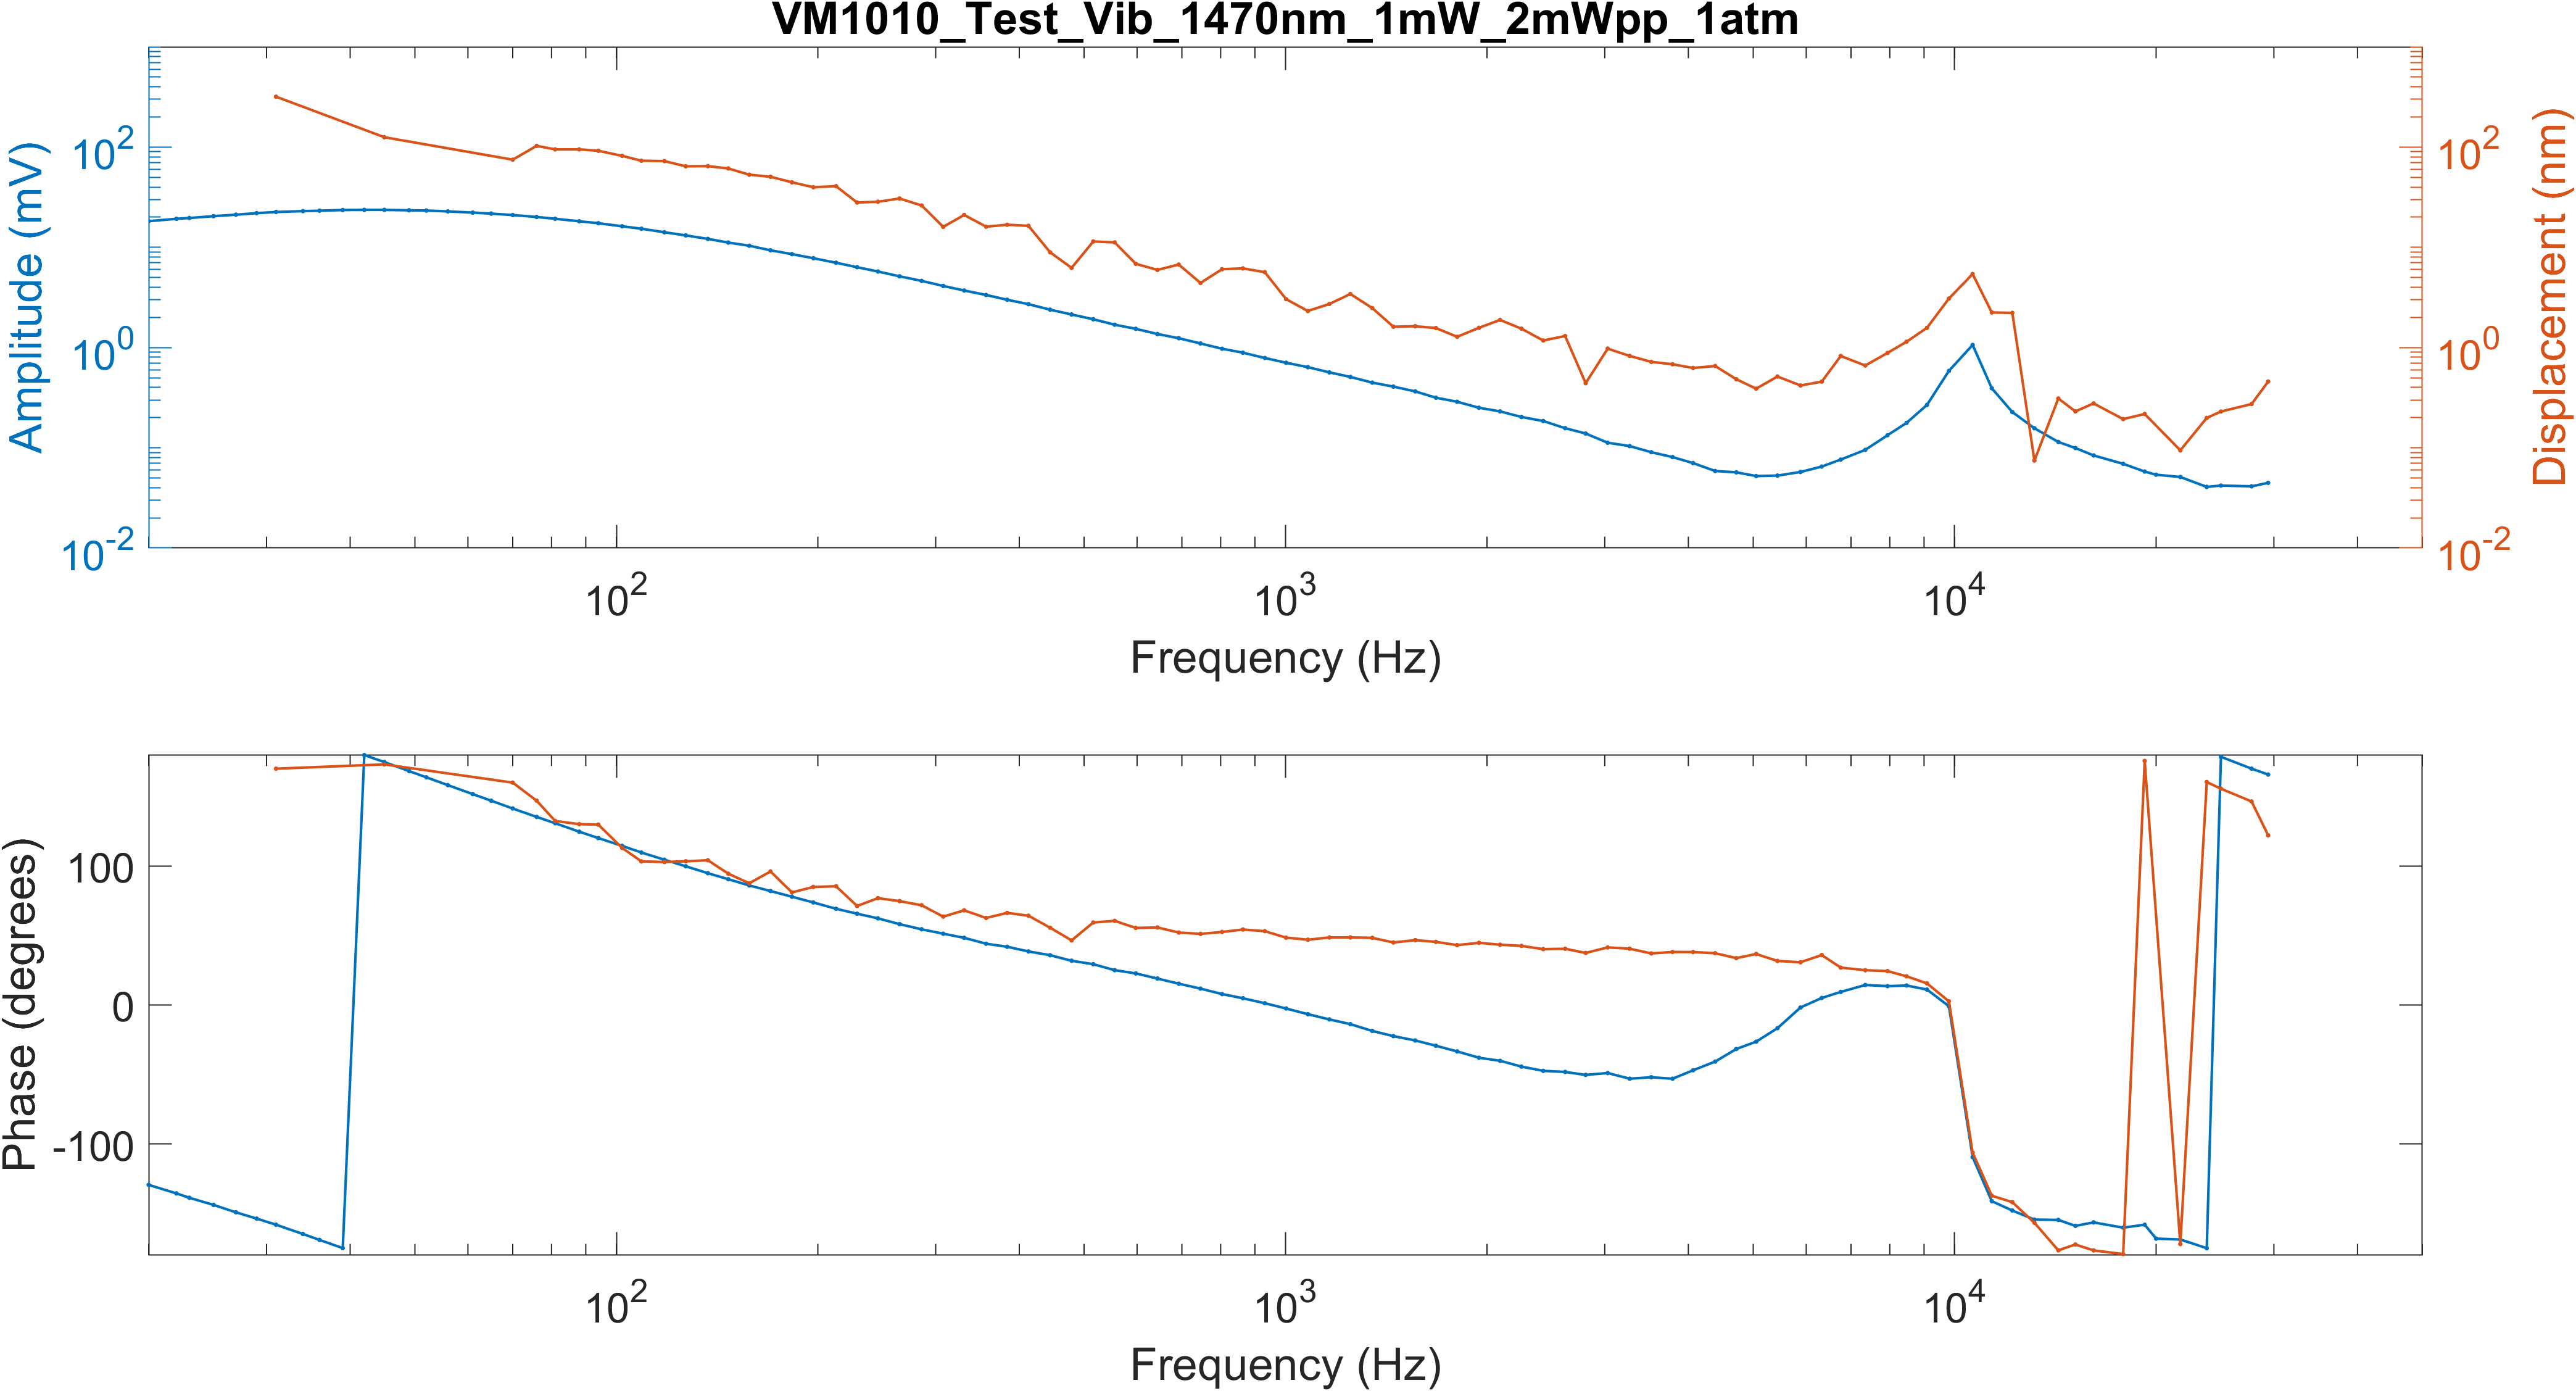 VM1010_Test_Vib_1470nm_1mW_2mWpp_1atm
Amplitude (mV)
10^2
10^0
10^-2
Displacement (nm)
10^2
10^0
10^-2
10^2 10^3 10^4
Frequency (Hz)
Phase (degrees)
100
0
-100
10^2 10^3 10^4
Frequency (Hz)